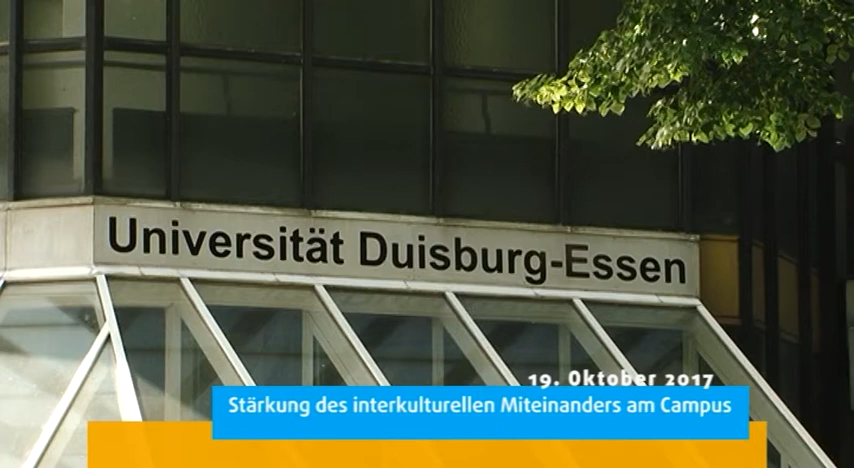 Universität Duisburg-Essen
19. Oktober 2017
Stärkung des interkulturellen Miteinanders am Campus